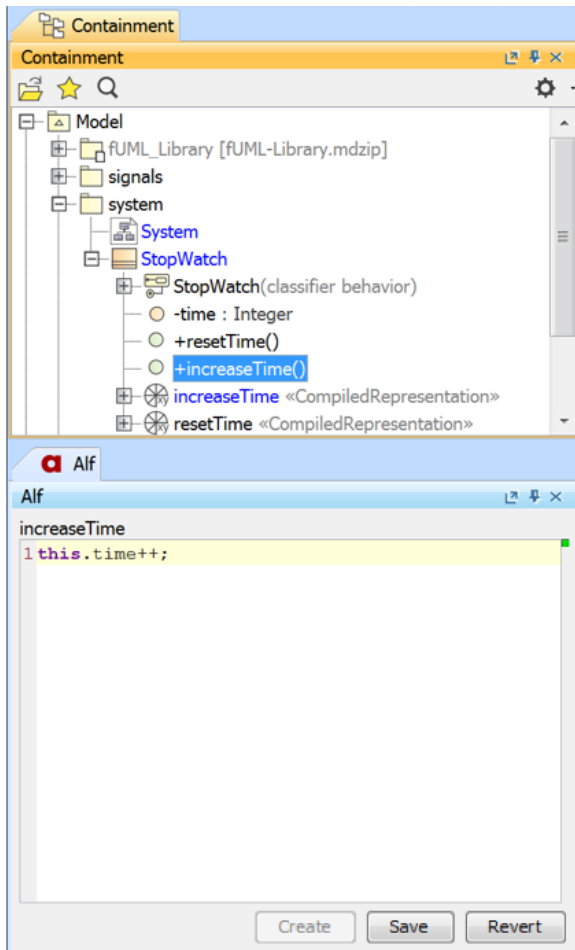 Containment
Containment
Model
fUML_Library [fUML-Library.mdzip]
signals
system
System
StopWatch
StopWatch(classifier behavior)
-time : Integer
+resetTime()
+increaseTime()
increaseTime «CompiledRepresentation»
resetTime «CompiledRepresentation»
a Alf
Alf
increaseTime
1 this.time++;
Create Save Revert